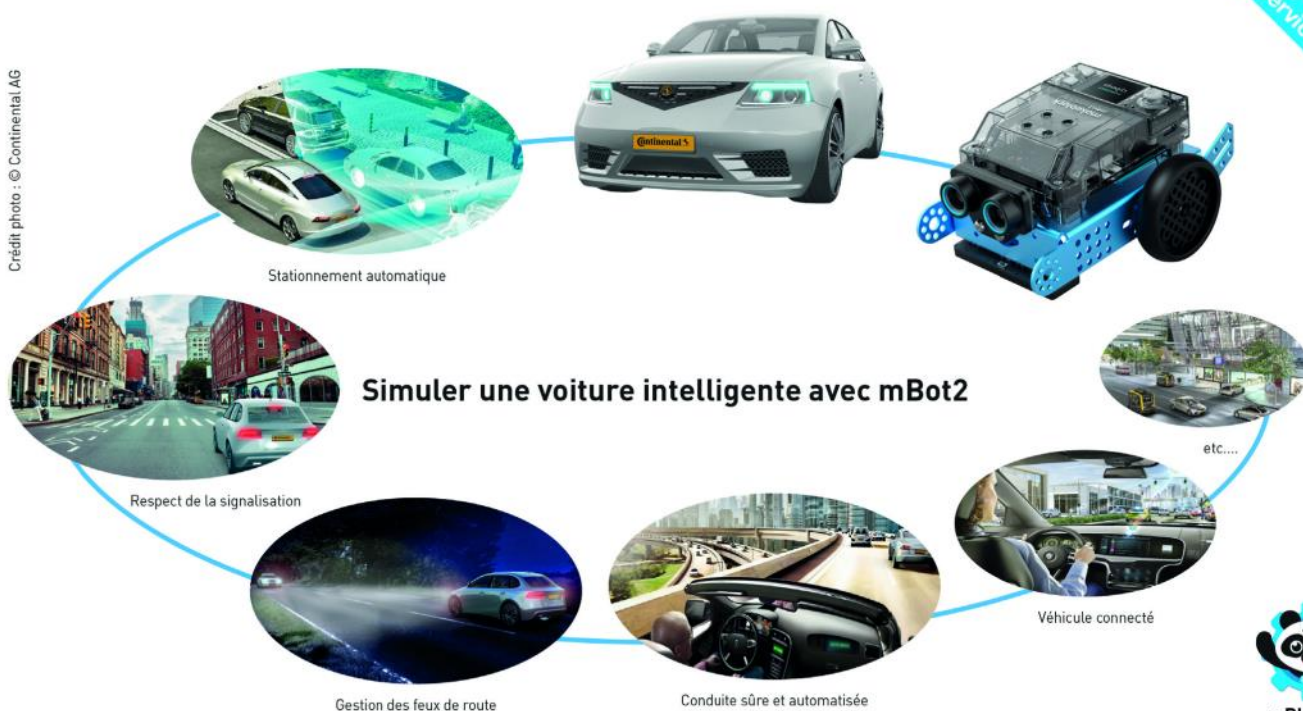 Crédit photo : © Continental AG
Continental
Stationnement automatique
Simuler une voiture intelligente avec mBot2
etc....
Respect de la signalisation
Véhicule connecté
Gestion des feux de route
Conduite sûre et automatisée